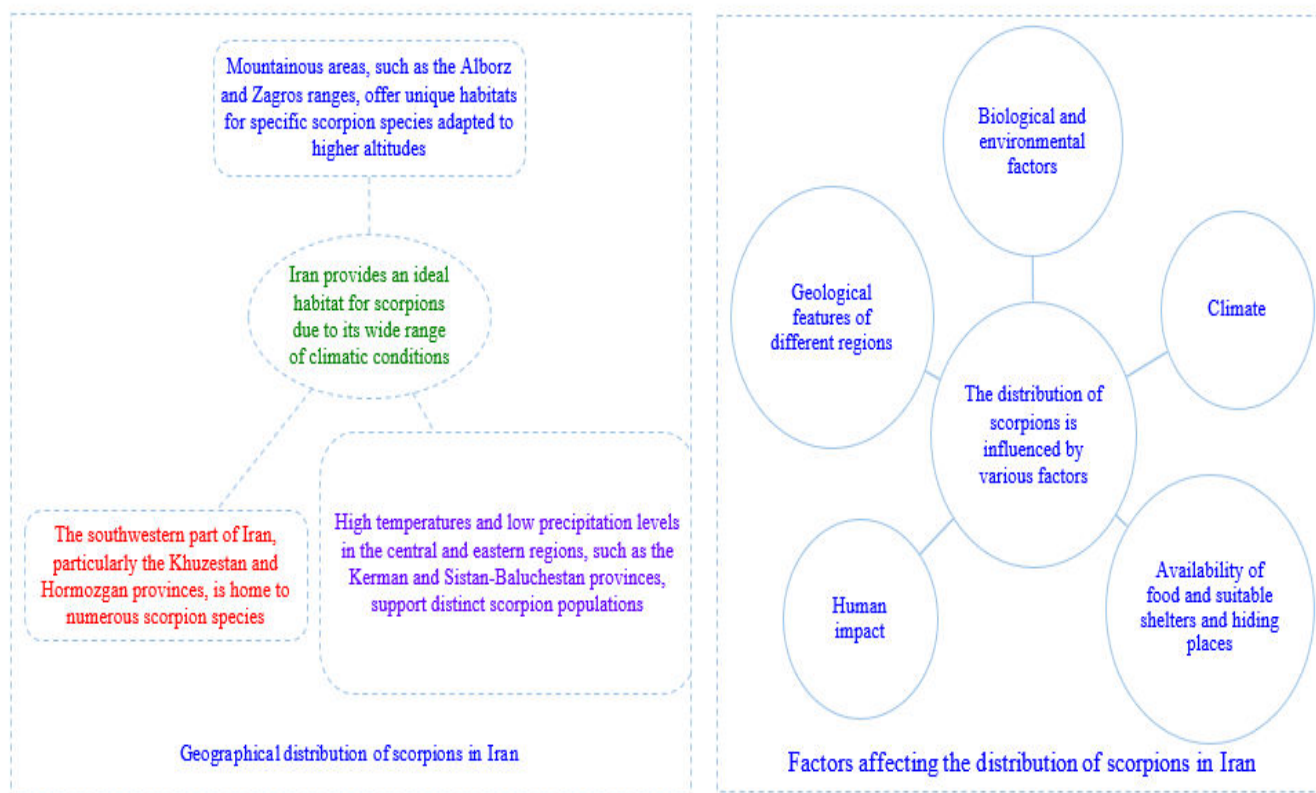 Mountainous areas, such as the Alborz
and Zagros ranges, offer unique habitats
for specific scorpion species adapted to
higher altitudes
Iran provides an ideal
habitat for scorpions
due to its wide range
of climatic conditions
The southwestern part of Iran,
particularly the Khuzestan and
Hormozgan provinces, is home to
numerous scorpion species
High temperatures and low precipitation levels
in the central and eastern regions, such as the
Kerman and Sistan-Baluchestan provinces,
support distinct scorpion populations
Geographical distribution of scorpions in Iran
Biological and
environmental
factors
Geological
features of
different regions
Climate
The distribution of
scorpions is
influenced by
various factors
Human
impact
Availability of
food and suitable
shelters and hiding
places
Factors affecting the distribution of scorpions in Iran